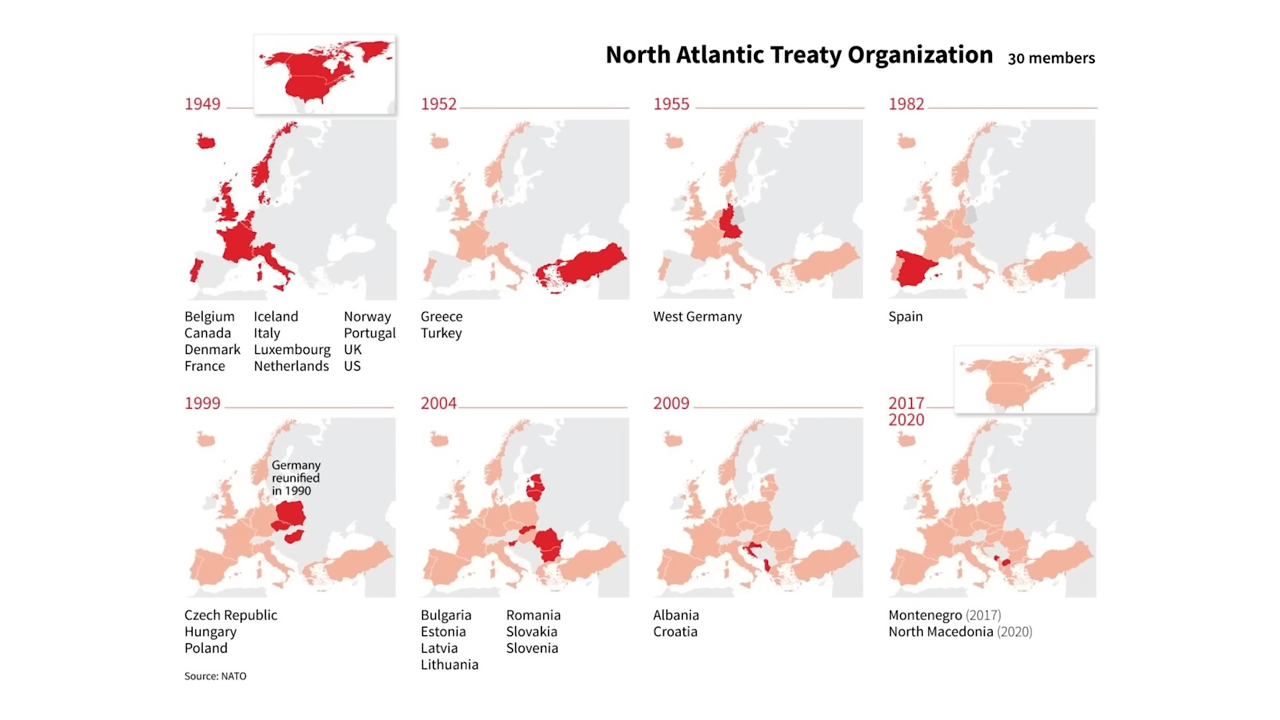 North Atlantic Treaty Organization 30 members
1949
Belgium
Canada
Denmark
France
Iceland
Italy
Luxembourg
Netherlands
Norway
Portugal
UK
US
1952
Greece
Turkey
1955
West Germany
1982
Spain
1999
Germany
reunified
in 1990
Czech Republic
Hungary
Poland
2004
Bulgaria
Estonia
Latvia
Lithuania
Romania
Slovakia
Slovenia
2009
Albania
Croatia
2017
2020
Montenegro (2017)
North Macedonia (2020)
Source: NATO